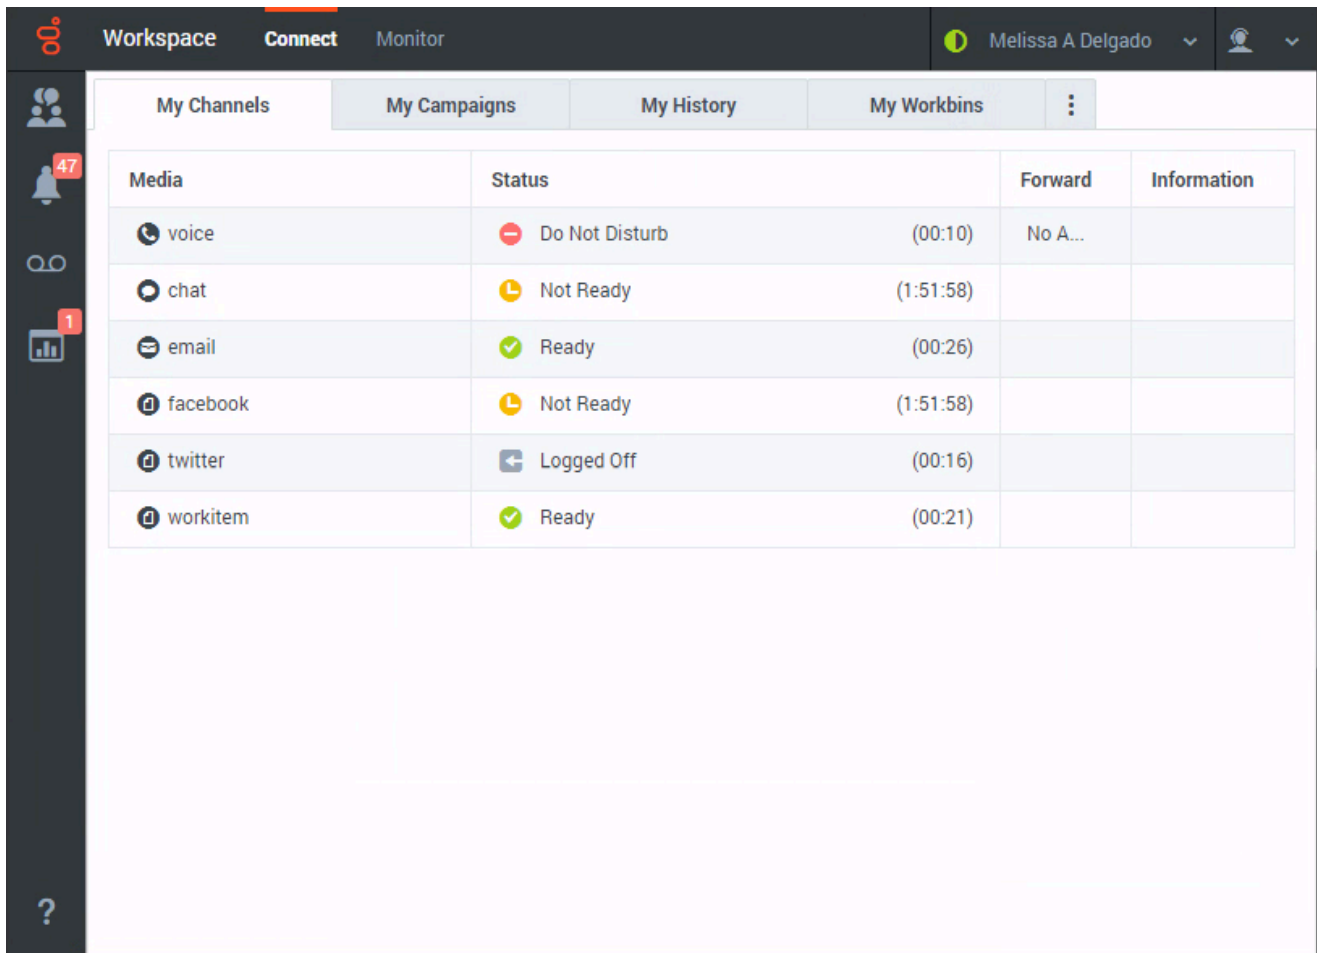 Workspace Connect Monitor Melissa A Delgado
My Channels My Campaigns My History My Workbins
47
Media Status Forward Information
voice Do Not Disturb (00:10) No A...
chat Not Ready (1:51:58)
1
email Ready (00:26)
facebook Not Ready (1:51:58)
twitter Logged Off (00:16)
workitem Ready (00:21)
?